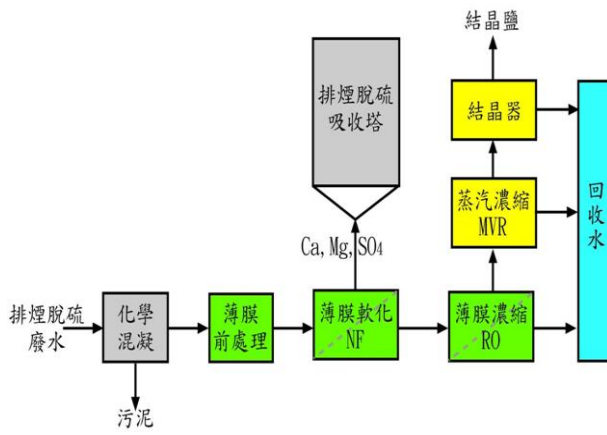 結晶鹽
排煙脫硫
吸收塔
結晶器
回收水
蒸汽濃縮
MVR
Ca, Mg, SO4
排煙脫硫
廢水
化學
混凝
薄膜
前處理
薄膜軟化
NF
薄膜濃縮
RO
污泥